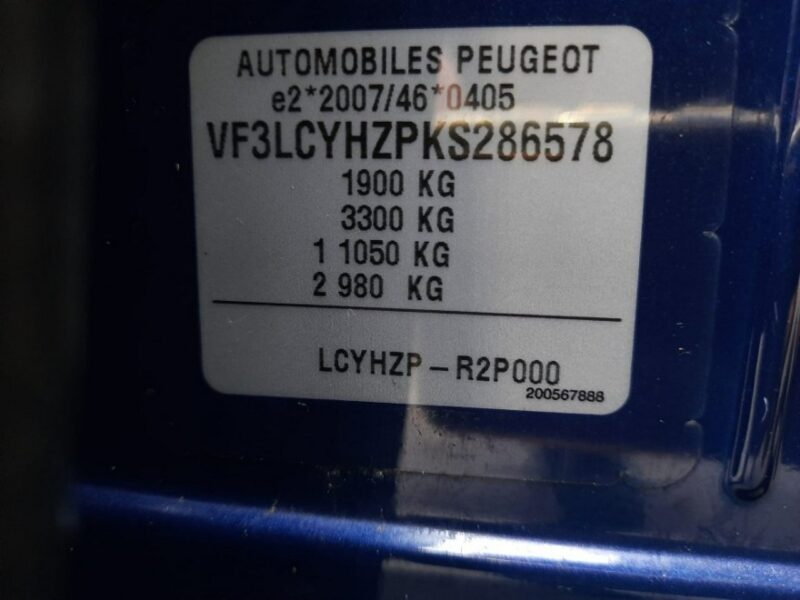 AUTOMOBILES PEUGEOT
e2*2007/46*0405
VF3LCYHZPKS286578
1900 KG
3300 KG
1 1050 KG
2 980 KG
LCYHZP – R2P000
200567888